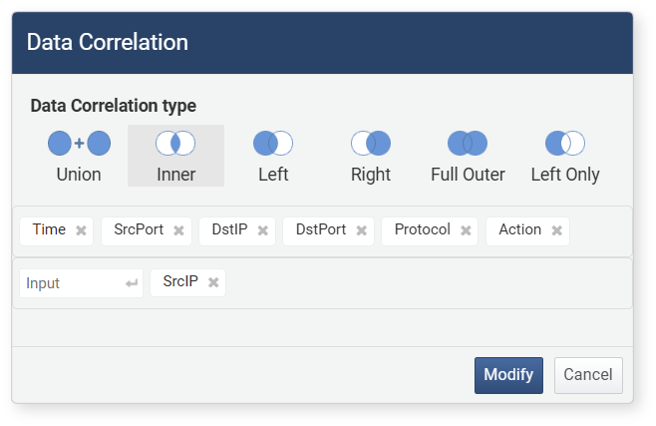 Data Correlation
Data Correlation type
Union Inner Left Right Full Outer Left Only
Time SrcPort DstIP DstPort Protocol Action
Input SrcIP
Modify Cancel